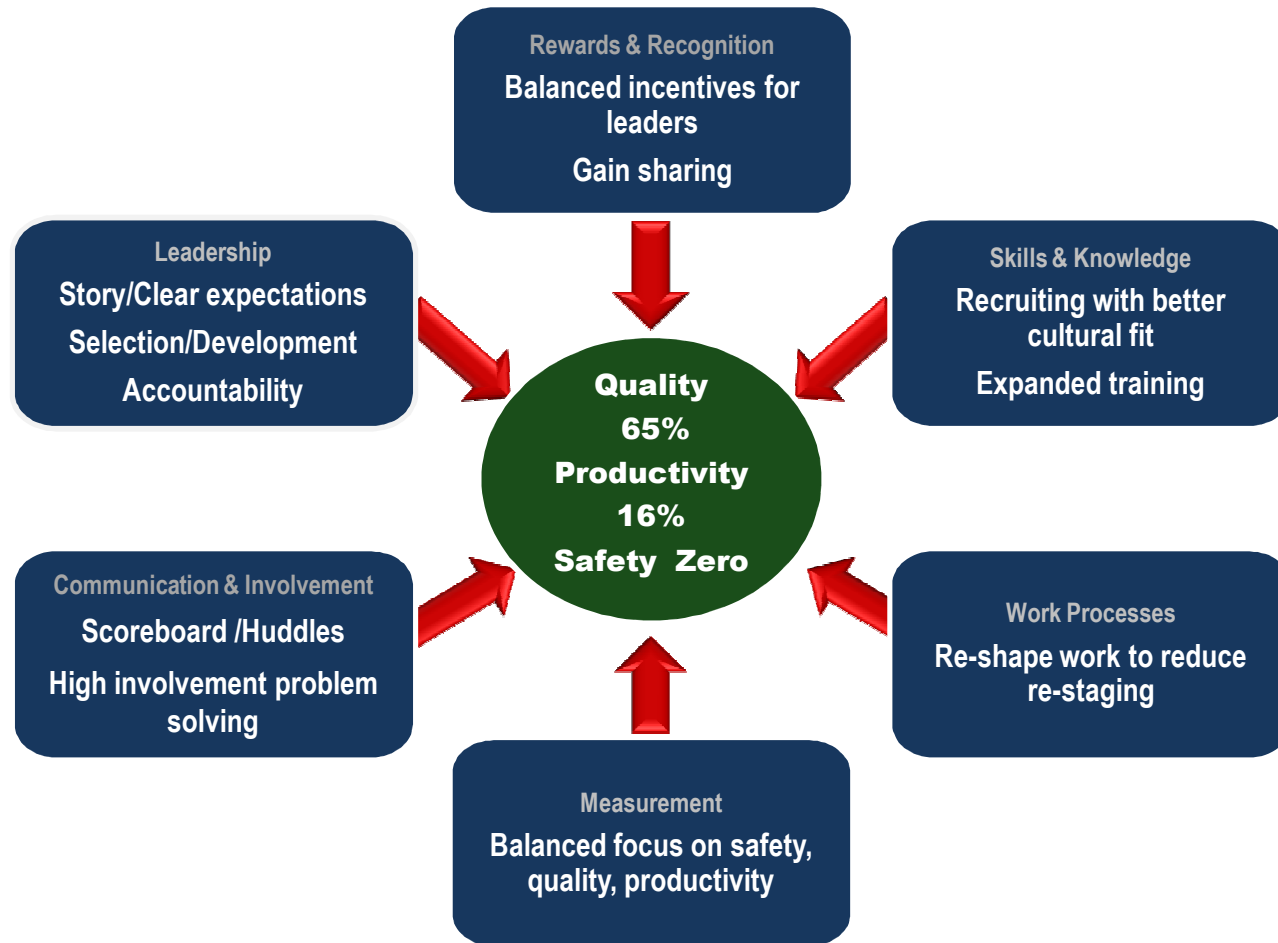 Rewards & Recognition
Balanced incentives for
leaders
Gain sharing
Leadership
Story/Clear expectations
Selection/Development
Accountability
Skills & Knowledge
Recruiting with better
cultural fit
Expanded training
Quality
65%
Productivity
16%
Safety Zero
Communication & Involvement
Scoreboard /Huddles
High involvement problem
solving
Work Processes
Re-shape work to reduce
re-staging
Measurement
Balanced focus on safety,
quality, productivity